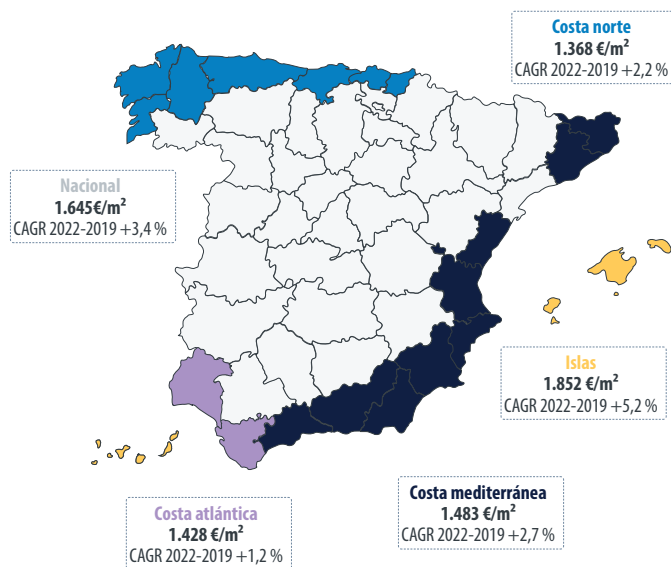 Costa norte
1.368 €/m²
CAGR 2022-2019 +2,2 %
Nacional
1.645€/m²
CAGR 2022-2019 +3,4 %
Islas
1.852 €/m²
CAGR 2022-2019 +5,2 %
Costa mediterránea
1.483 €/m²
CAGR 2022-2019 +2,7 %
Costa atlántica
1.428 €/m²
CAGR 2022-2019 +1,2 %